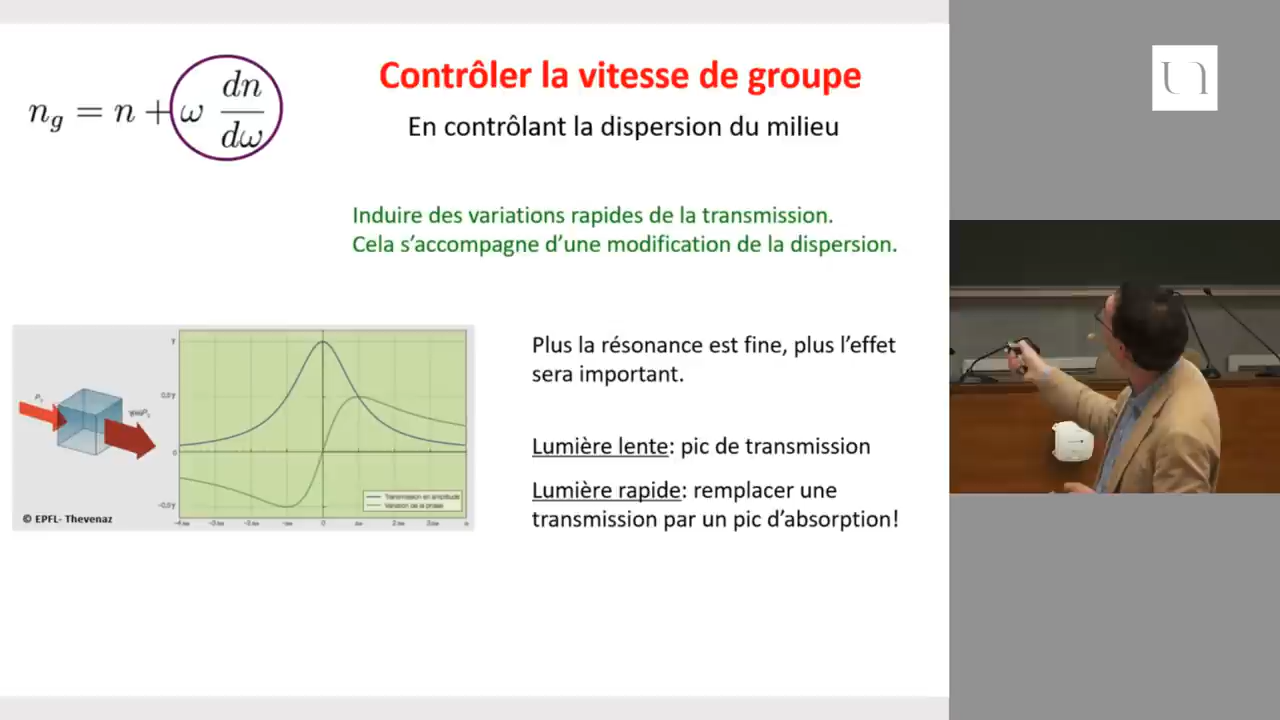 n_g = n + ω dn/dω
Contrôler la vitesse de groupe
En contrôlant la dispersion du milieu
Induire des variations rapides de la transmission.
Cela s’accompagne d’une modification de la dispersion.
Plus la résonance est fine, plus l’effet
sera important.
Lumière lente: pic de transmission
Lumière rapide: remplacer une
transmission par un pic d’absorption!
Transmission en amplitude
Variation de la phase
© EPFL- Thevenaz